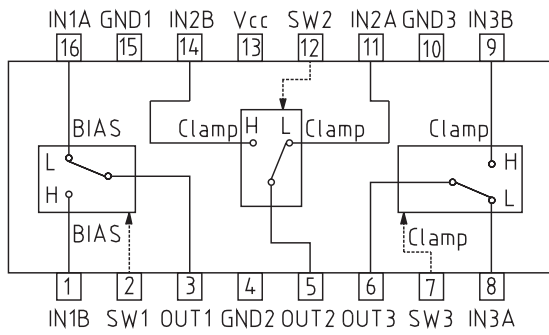 IN1A GND1 IN2B Vcc SW2 IN2A GND3 IN3B
16 15 14 13 12 11 10 9
BIAS Clamp H L Clamp Clamp
L H
H L
BIAS Clamp
1 2 3 4 5 6 7 8
IN1B SW1 OUT1 GND2 OUT2 OUT3 SW3 IN3A